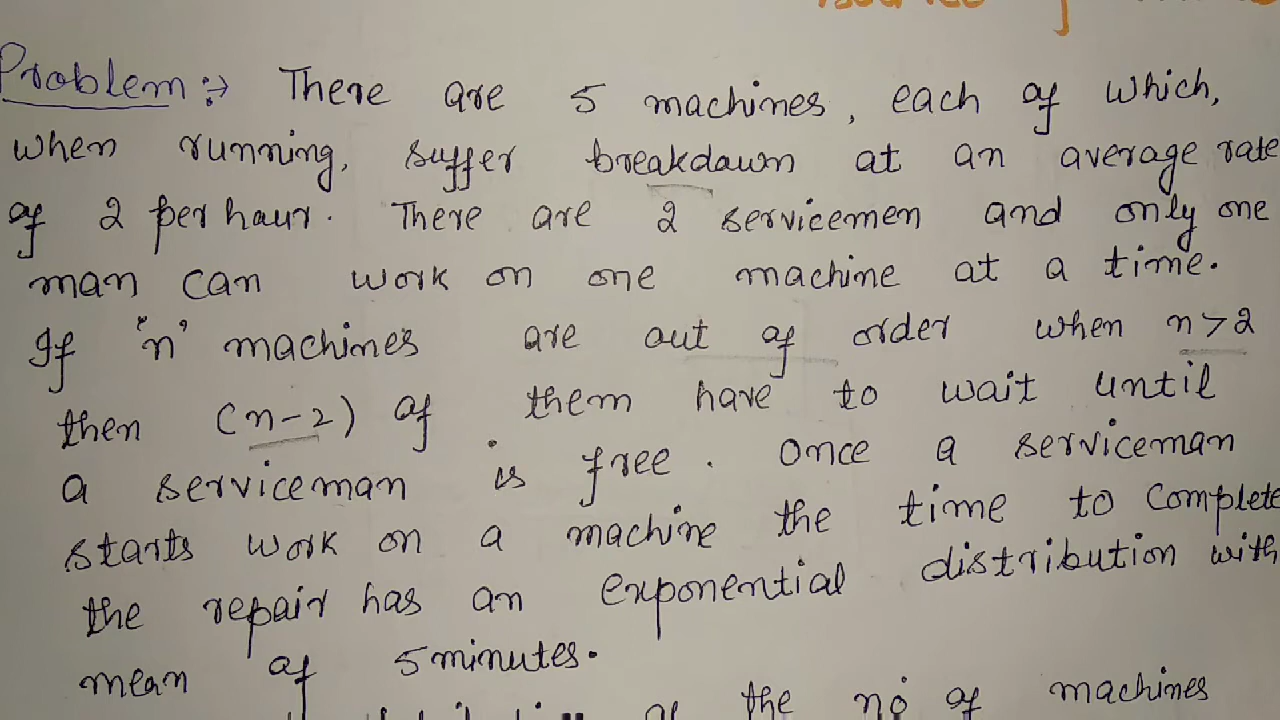 Problem :→ There are 5 machines, each of which,
when running, suffer breakdawn at an average rate
of 2 per haur. There are 2 servicemen and only one
man can work on one machine at a time.
If "n" machines are out of order when n>2
then (n-2) of them have to wait until
a serviceman is free. Once a serviceman
starts work on a machine the time to complete
the repair has an exponential distribution with
mean of 5 minutes.
the no of machines